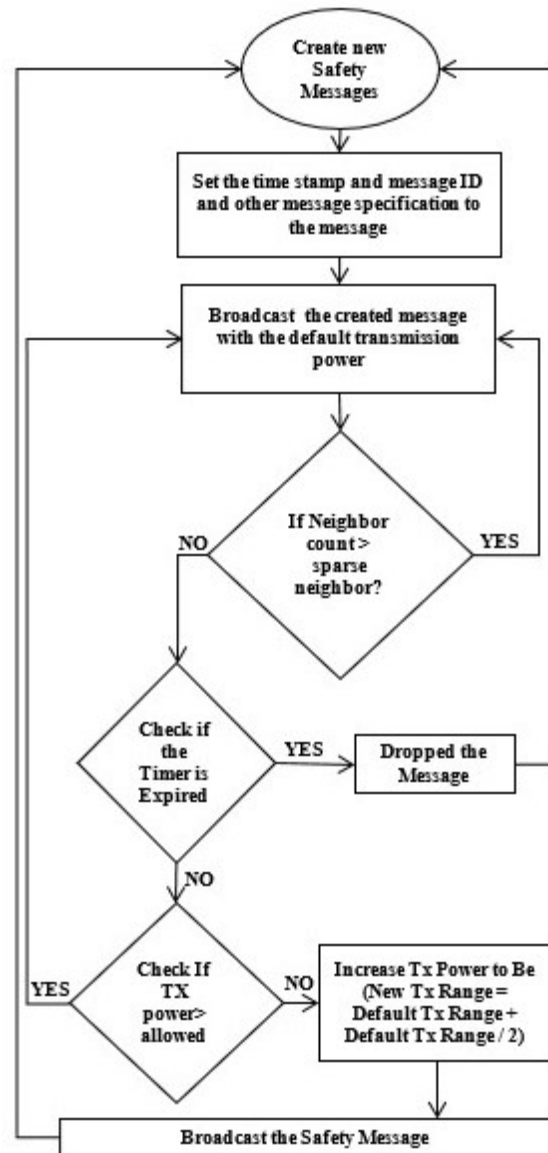 Create new
Safety
Messages
Set the time stamp and message ID
and other message specification to
the message
Broadcast the created message
with the default transmission
power
If Neighbor
count >
sparse
neighbor?
NO
YES
Check if
the
Timer is
Expired
YES
Dropped the
Message
NO
Check If
TX
power>
allowed
YES
NO
Increase Tx Power to Be
(New Tx Range =
Default Tx Range +
Default Tx Range / 2)
Broadcast the Safety Message